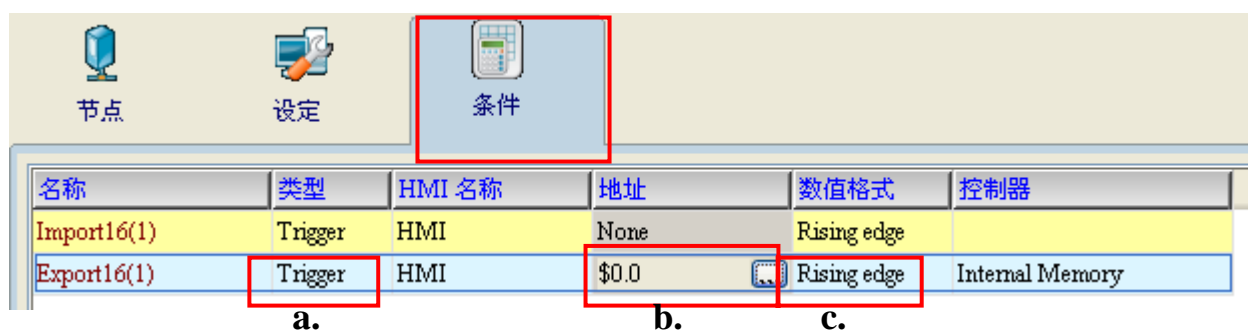 节点 设定 条件
名称 类型 HMI 名称 地址 数值格式 控制器
Import16(1) Trigger HMI None Rising edge
Export16(1) Trigger HMI $0.0 ... Rising edge Internal Memory
a. b. c.